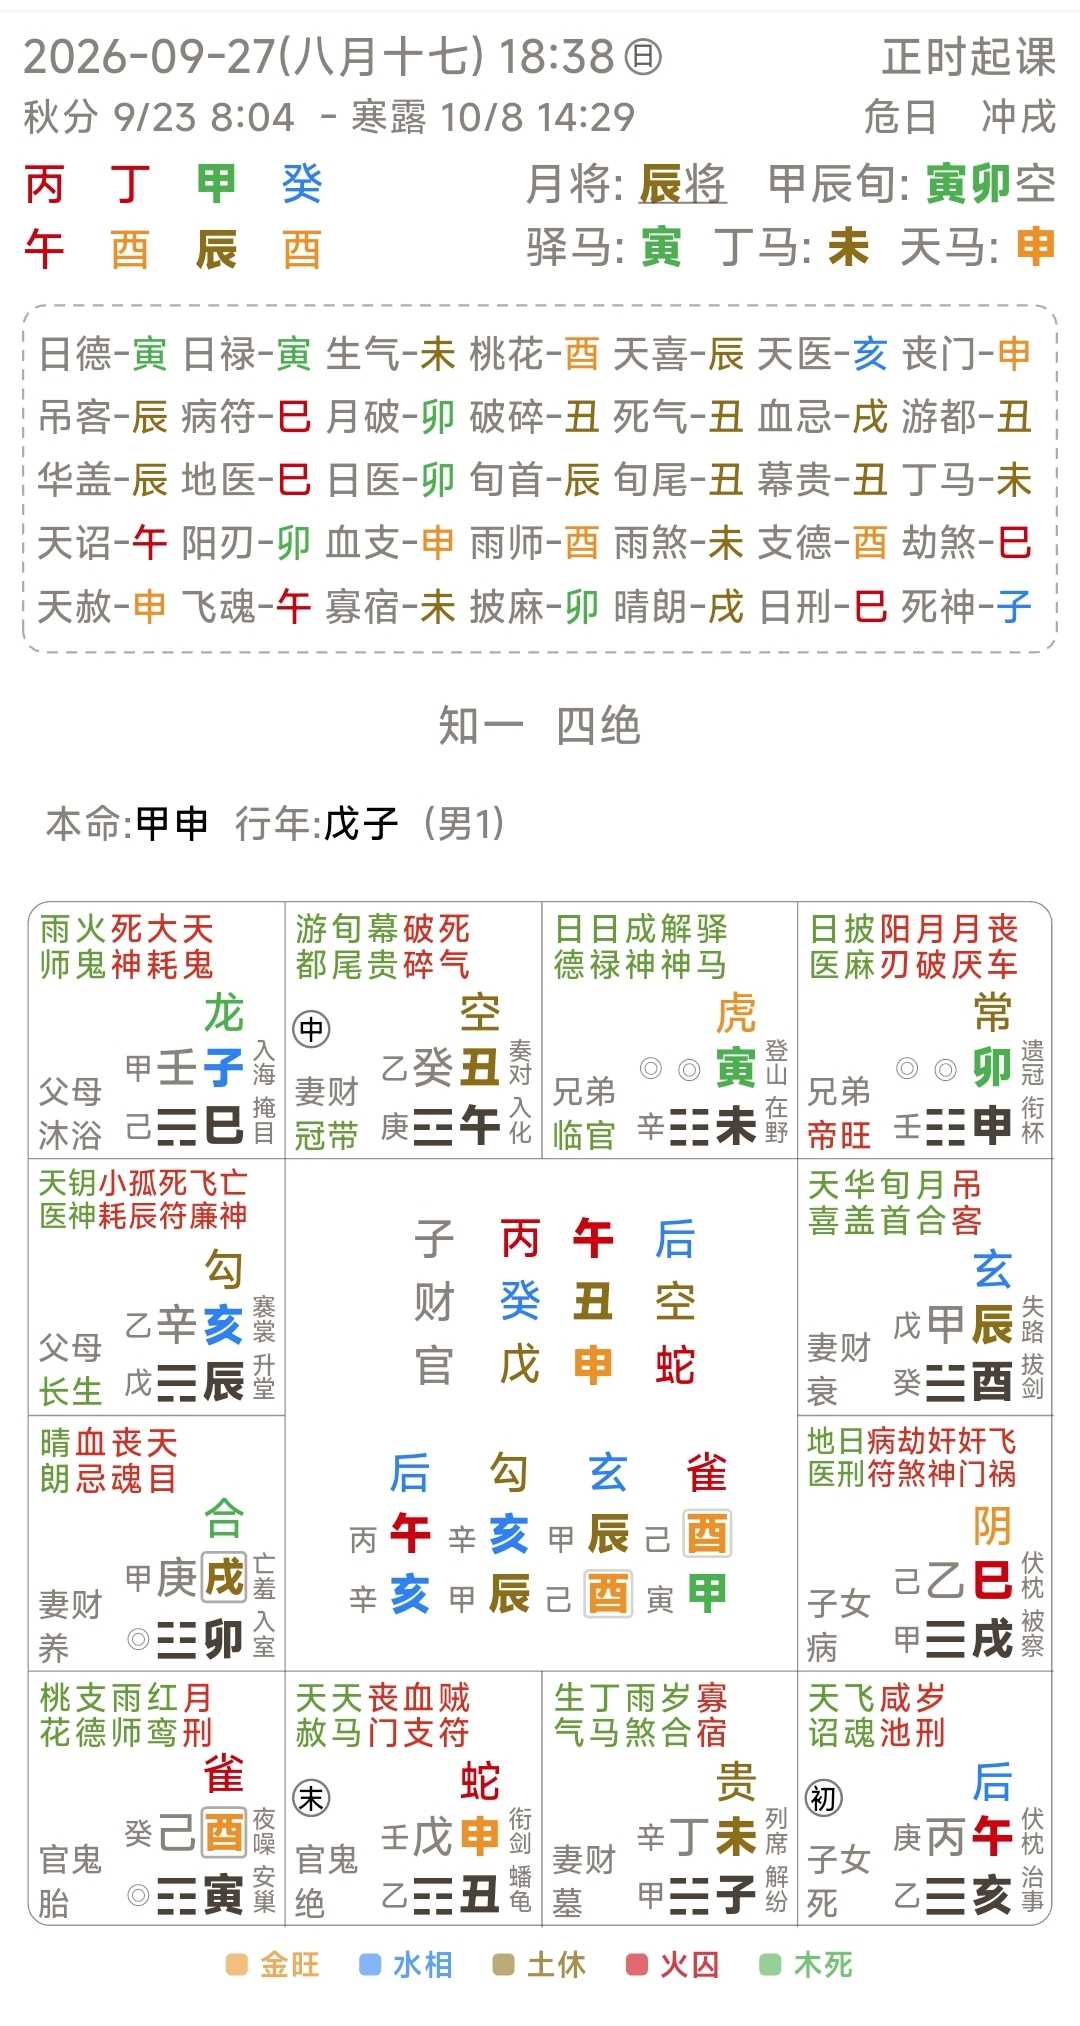 2026-09-27(八月十七) 18:38 ㊐ 正时起课
秋分 9/23 8:04 - 寒露 10/8 14:29 危日 冲戌
丙 丁 甲 癸 月将: 辰将 甲辰旬: 寅卯空
午 酉 辰 酉 驿马: 寅 丁马: 未 天马: 申
日德-寅 日禄-寅 生气-未 桃花-酉 天喜-辰 天医-亥 丧门-申
吊客-辰 病符-巳 月破-卯 破碎-丑 死气-丑 血忌-戌 游都-丑
华盖-辰 地医-巳 日医-卯 旬首-辰 旬尾-丑 幕贵-丑 丁马-未
天诏-午 阳刃-卯 血支-申 雨师-酉 雨煞-未 支德-酉 劫煞-巳
天赦-申 飞魂-午 寡宿-未 披麻-卯 晴朗-戌 日刑-巳 死神-子
知一 四绝
本命:甲申 行年:戊子 (男1)
雨师 火鬼 死神 大耗 天鬼
龙
父母 甲 壬 子 入海
沐浴 己 ☴ 巳 掩目
游都 旬尾 幕贵 破碎 死气
中 空
妻财 乙 癸 丑 奏对
冠带 庚 ☲ 午 入化
日德 日禄 成神 解神 驿马
虎
兄弟 ◎ ◎ 寅 登山
临官 辛 ☷ 未 在野
日医 披麻 阳刃 月破 月厌 丧车
常
兄弟 ◎ ◎ 卯 遗冠
帝旺 壬 ☷ 申 衔杯
天医 钥神 小耗 孤辰 死符 飞廉 亡神
勾
父母 乙 辛 亥 褰裳
长生 戊 ☴ 辰 升堂
子 丙 午 后
财 癸 丑 空
官 戊 申 蛇
天喜 华盖 旬首 月合 吊客
玄
妻财 戊 甲 辰 失路
衰 癸 ☱ 酉 拔剑
晴朗 血忌 丧魂 天目
合
妻财 甲 庚 戌 亡羞
养 ◎ ☳ 卯 入室
后 勾 玄 雀
丙 午 辛 亥 甲 辰 己 酉
辛 亥 甲 辰 己 酉 寅 甲
地医 日刑 病符 劫煞 奸神 奸门 飞祸
阴
子女 己 乙 巳 伏枕
病 甲 ☰ 戌 被察
桃花 支德 雨师 红鸾 月刑
雀
官鬼 癸 己 酉 夜噪
胎 ◎ ☶ 寅 安巢
天赦 天马 丧门 血支 贼符
末 蛇
官鬼 壬 戊 申 衔剑
绝 乙 ☶ 丑 蟠龟
生气 丁马 雨煞 岁合 寡宿
贵
妻财 辛 丁 未 列席
墓 甲 ☵ 子 解纷
天诏 飞魂 咸池 岁刑
初 后
子女 庚 丙 午 伏枕
死 乙 ☰ 亥 治事
金旺 水相 土休 火囚 木死